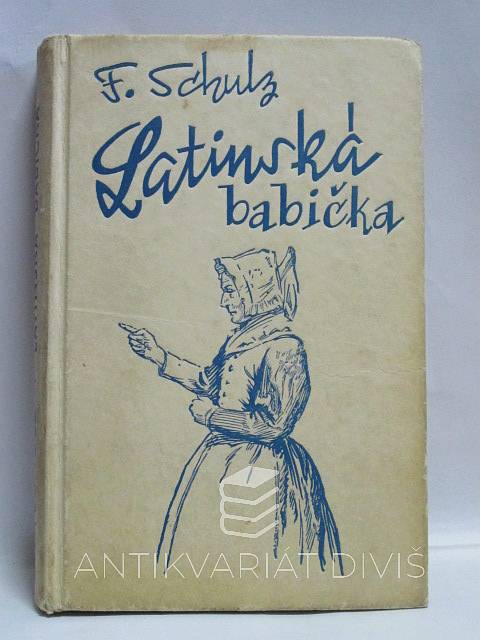 F. Schulz
Latinská
babička
ANTIKVARIÁT DIVIŠ